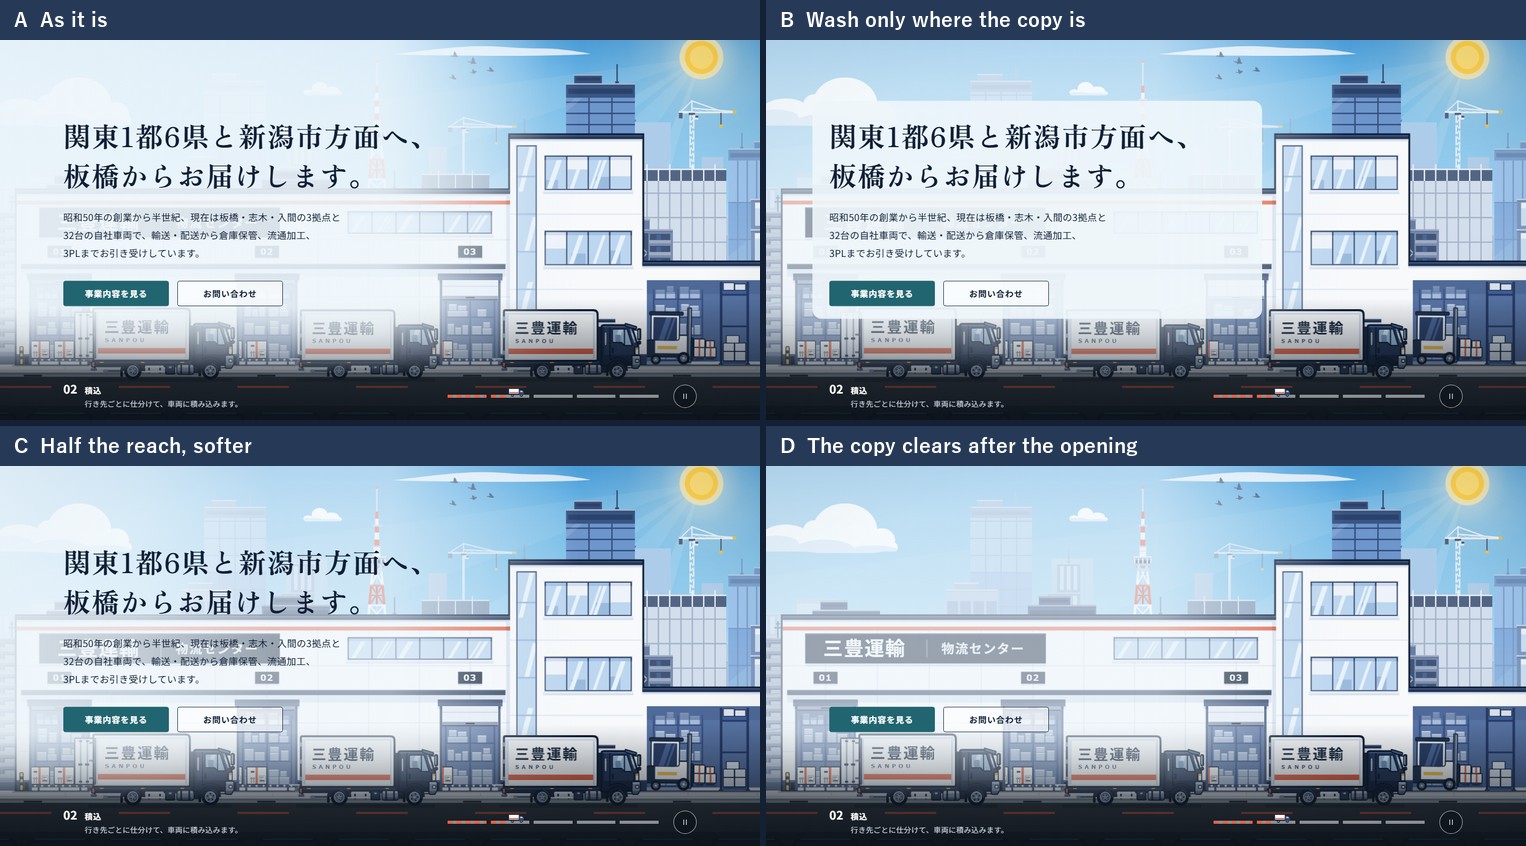 A As it is
関東1都6県と新潟市方面へ、
板橋からお届けします。
昭和50年の創業から半世紀、現在は板橋・志木・入間の3拠点と
32台の自社車両で、輸送・配送から倉庫保管、流通加工、
3PLまでお引き受けしています。
02
03
事業内容を見る
お問い合わせ
三豊運輸
SANPOU
三豊運輸
SANPOU
三豊運輸
SANPOU
02 積込
行き先ごとに仕分けて、車両に積み込みます。
B Wash only where the copy is
関東1都6県と新潟市方面へ、
板橋からお届けします。
昭和50年の創業から半世紀、現在は板橋・志木・入間の3拠点と
32台の自社車両で、輸送・配送から倉庫保管、流通加工、
3PLまでお引き受けしています。
03
事業内容を見る
お問い合わせ
三豊運輸
SANPOU
三豊運輸
SANPOU
三豊運輸
SANPOU
02 積込
行き先ごとに仕分けて、車両に積み込みます。
C Half the reach, softer
関東1都6県と新潟市方面へ、
板橋からお届けします。
三豊運輸 物流センター
昭和50年の創業から半世紀、現在は板橋・志木・入間の3拠点と
32台の自社車両で、輸送・配送から倉庫保管、流通加工、
3PLまでお引き受けしています。
02
03
事業内容を見る
お問い合わせ
三豊運輸
SANPOU
三豊運輸
SANPOU
三豊運輸
SANPOU
02 積込
行き先ごとに仕分けて、車両に積み込みます。
D The copy clears after the opening
三豊運輸 物流センター
01
02
03
事業内容を見る
お問い合わせ
三豊運輸
SANPOU
三豊運輸
SANPOU
三豊運輸
SANPOU
02 積込
行き先ごとに仕分けて、車両に積み込みます。